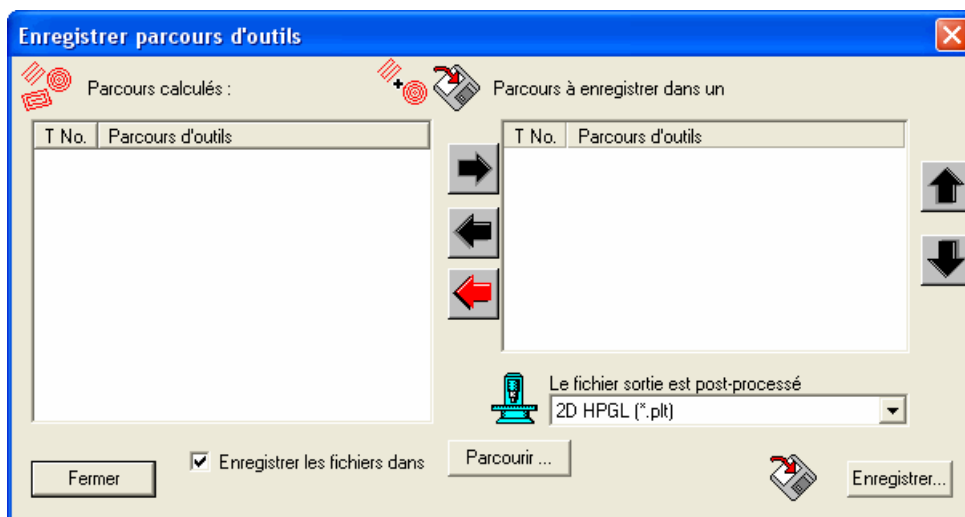 Enregistrer parcours d'outils
Parcours calculés :
Parcours à enregistrer dans un
T No. Parcours d'outils
T No. Parcours d'outils
Le fichier sortie est post-processé
2D HPGL (*.plt)
Enregistrer les fichiers dans
Parcourir ...
Fermer
Enregistrer...